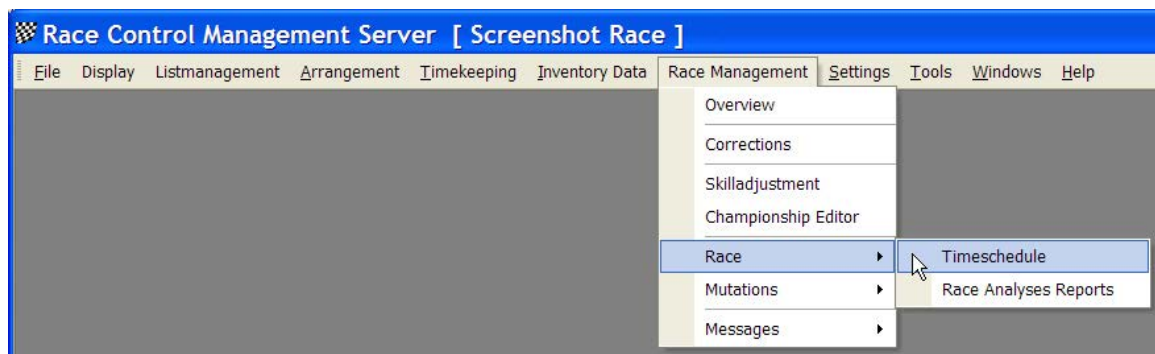 Race Control Management Server [ Screenshot Race ]
File Display Listmanagement Arrangement Timekeeping Inventory Data Race Management Settings Tools Windows Help
Overview
Corrections
Skilladjustment
Championship Editor
Race Timeschedule
Mutations Race Analyses Reports
Messages